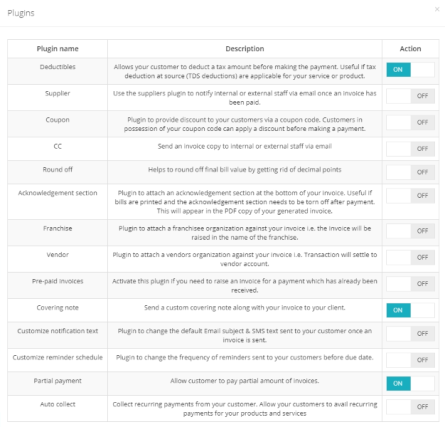 Plugins
×
Plugin name Description Action
Deductibles Allows your customer to deduct a tax amount before making the payment. Useful if tax
deduction at source (TDS deductions) are applicable for your service or product. ON
Supplier Use the suppliers plugin to notify internal or external staff via email once an invoice has
been paid. OFF
Coupon Plugin to provide discount to your customers via a coupon code. Customers in
possession of your coupon code can apply a discount before making a payment. OFF
CC Send an invoice copy to internal or external staff via email OFF
Round off Helps to round off final bill value by getting rid of decimal points OFF
Acknowledgement section Plugin to attach an acknowledgement section at the bottom of your invoice. Useful if
bills are printed and the acknowledgement section needs to be torn off after payment.
This will appear in the PDF copy of your generated invoice. OFF
Franchise Plugin to attach a franchisee organization against your invoice i.e. the invoice will be
raised in the name of the franchise. OFF
Vendor Plugin to attach a vendors organization against your invoice i.e. Transaction will settle to
vendor account. OFF
Pre-paid invoices Activate this plugin if you need to raise an invoice for a payment which has already been
received. OFF
Covering note Send a custom covering note along with your invoice to your client. ON
Customize notification text Plugin to change the default Email subject & SMS text sent to your customer once an
invoice is sent. OFF
Customize reminder schedule Plugin to change the frequency of reminders sent to your customers before due date. OFF
Partial payment Allow customer to pay partial amount of invoices. ON
Auto collect Collect recurring payments from your customer. Allow your customers to avail recurring
payments for your products and services OFF